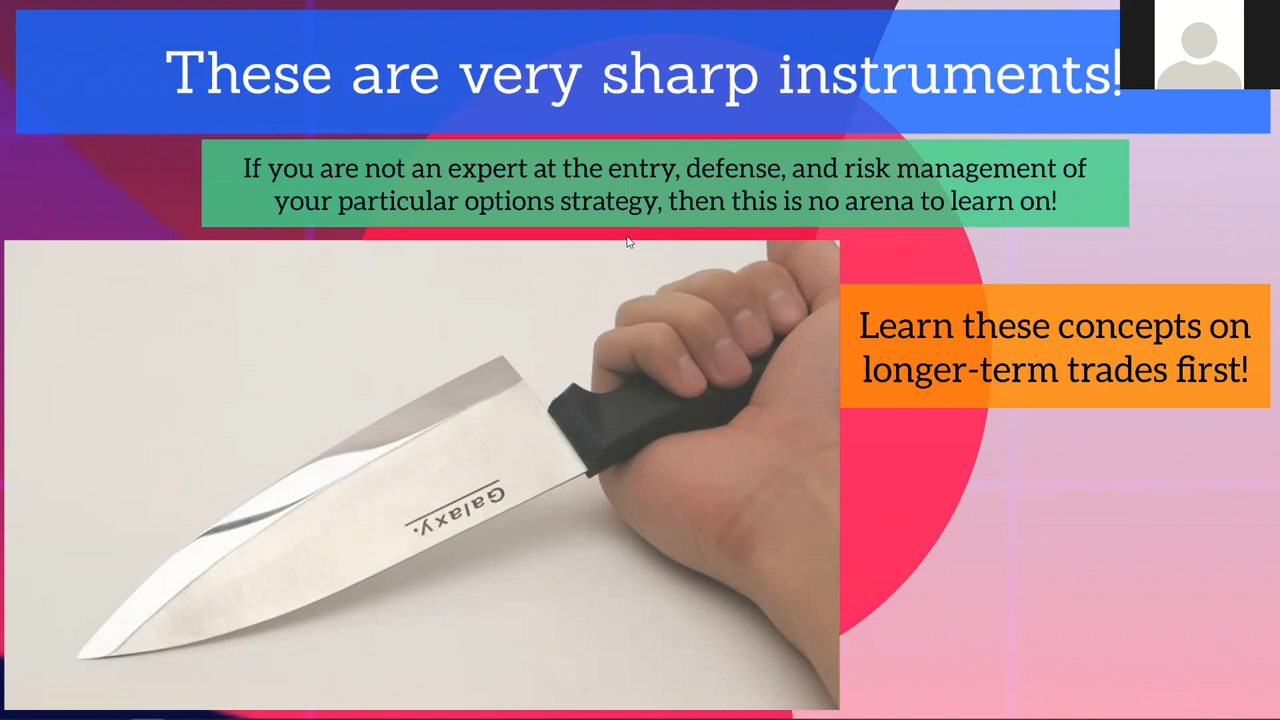 These are very sharp instruments!
If you are not an expert at the entry, defense, and risk management of
your particular options strategy, then this is no arena to learn on!
Learn these concepts on
longer-term trades first!
Galaxy.